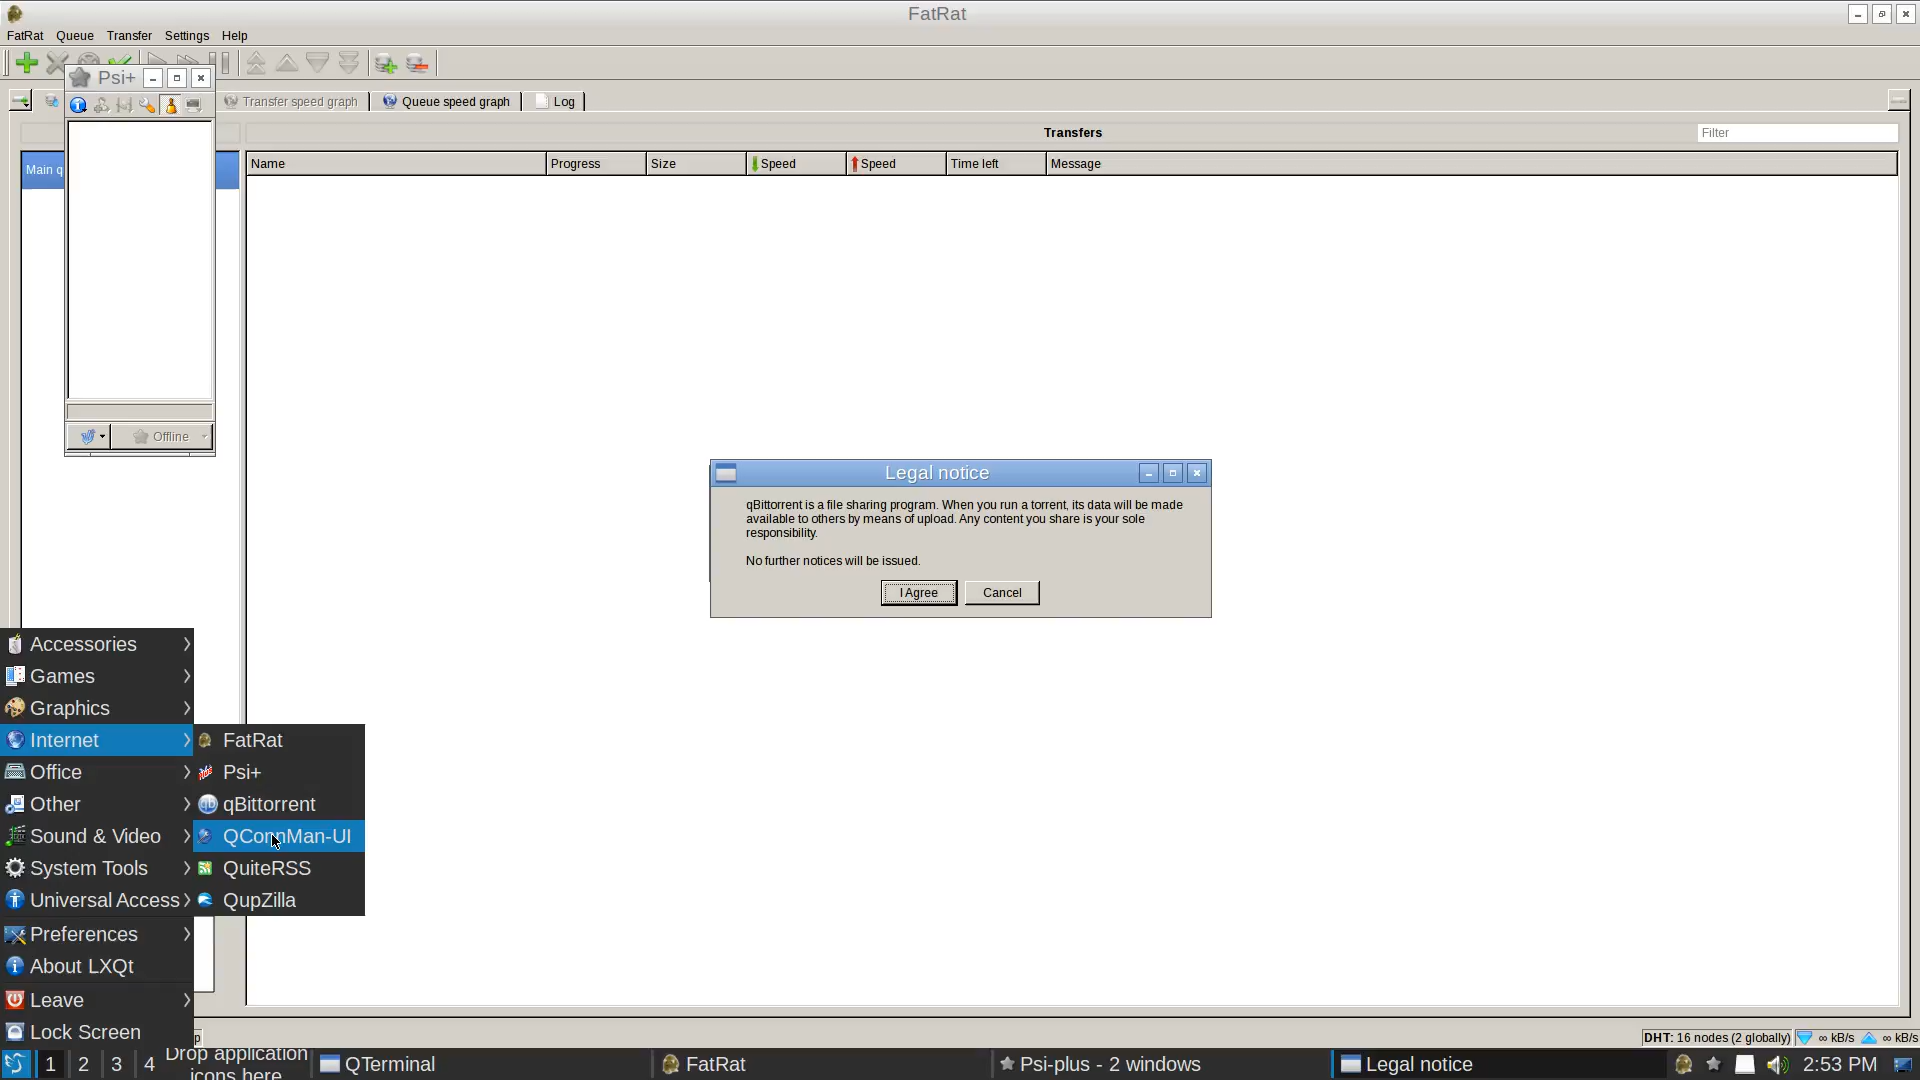 FatRat
FatRat Queue Transfer Settings Help
Psi+
Transfer speed graph Queue speed graph Log
Transfers
Filter
Main q
Name Progress Size Speed Speed Time left Message
Offline
Legal notice
qBittorrent is a file sharing program. When you run a torrent, its data will be made
available to others by means of upload. Any content you share is your sole
responsibility.
No further notices will be issued.
I Agree Cancel
Accessories
Games
Graphics
Internet
Office
Other
Sound & Video
System Tools
Universal Access
Preferences
About LXQt
Leave
Lock Screen
FatRat
Psi+
qBittorrent
QConnMan-UI
QuiteRSS
QupZilla
p
DHT: 16 nodes (2 globally) ∞ kB/s ∞ kB/s
1 2 3 4
Drop application
icons here
QTerminal
FatRat
Psi-plus - 2 windows
Legal notice
2:53 PM